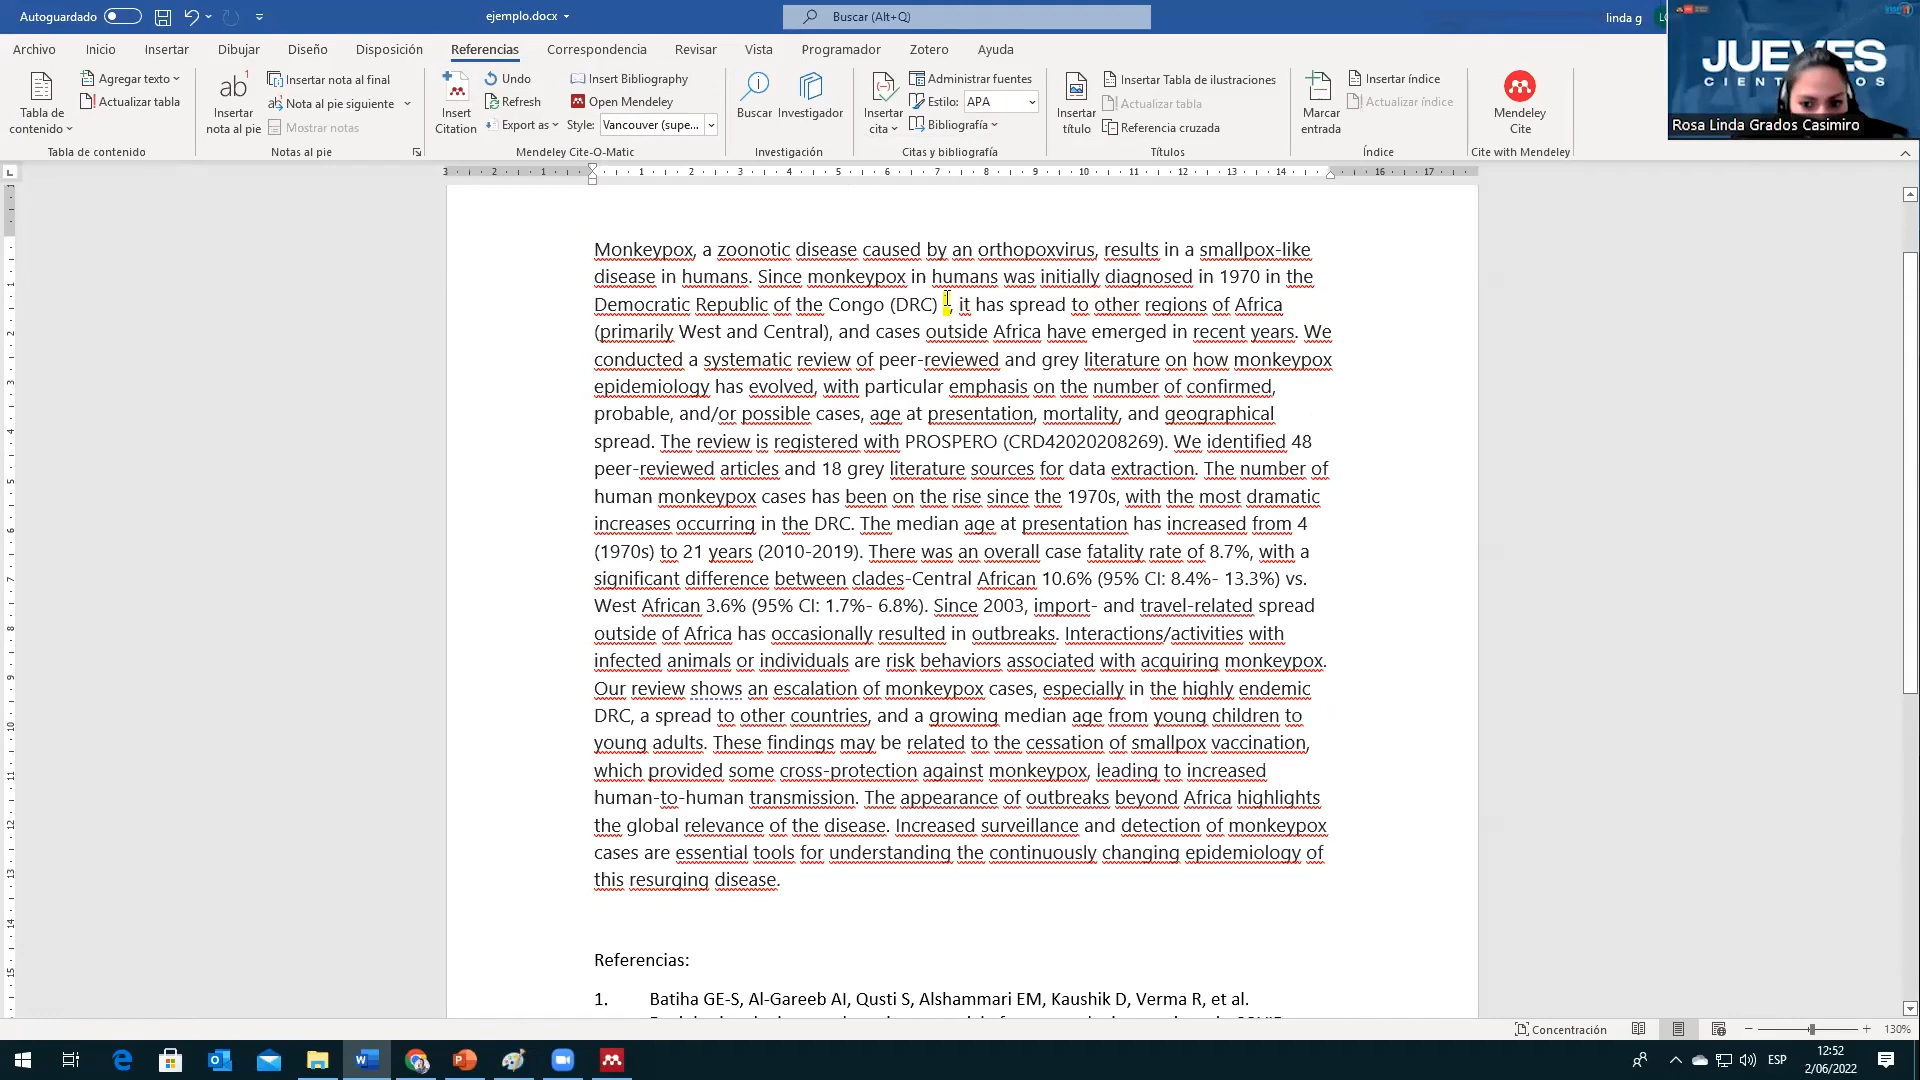 Autoguardado
ejemplo.docx
Buscar (Alt+Q)
linda g
Archivo Inicio Insertar Dibujar Diseño Disposición Referencias Correspondencia Revisar Vista Programador Zotero Ayuda
Tabla de contenido
Agregar texto
Actualizar tabla
Tabla de contenido
ab
Insertar nota al pie
Insertar nota al final
Nota al pie siguiente
Mostrar notas
Notas al pie
Insert Citation
Undo
Refresh
Export as
Insert Bibliography
Open Mendeley
Style: Vancouver (supe...
Mendeley Cite-O-Matic
Buscar
Investigador
Investigación
Insertar cita
Administrar fuentes
Estilo: APA
Bibliografía
Citas y bibliografía
Insertar título
Insertar Tabla de ilustraciones
Actualizar tabla
Referencia cruzada
Títulos
Marcar entrada
Insertar índice
Actualizar índice
Índice
Mendeley Cite
Cite with Mendeley
JUEVES
CIENTÍFICOS
Rosa Linda Grados Casimiro
3 2 1 1 2 3 4 5 6 7 8 9 10 11 12 13 14 16 17
Monkeypox, a zoonotic disease caused by an orthopoxvirus, results in a smallpox-like
disease in humans. Since monkeypox in humans was initially diagnosed in 1970 in the
Democratic Republic of the Congo (DRC) , it has spread to other regions of Africa
(primarily West and Central), and cases outside Africa have emerged in recent years. We
conducted a systematic review of peer-reviewed and grey literature on how monkeypox
epidemiology has evolved, with particular emphasis on the number of confirmed,
probable, and/or possible cases, age at presentation, mortality, and geographical
spread. The review is registered with PROSPERO (CRD42020208269). We identified 48
peer-reviewed articles and 18 grey literature sources for data extraction. The number of
human monkeypox cases has been on the rise since the 1970s, with the most dramatic
increases occurring in the DRC. The median age at presentation has increased from 4
(1970s) to 21 years (2010-2019). There was an overall case fatality rate of 8.7%, with a
significant difference between clades-Central African 10.6% (95% CI: 8.4%- 13.3%) vs.
West African 3.6% (95% CI: 1.7%- 6.8%). Since 2003, import- and travel-related spread
outside of Africa has occasionally resulted in outbreaks. Interactions/activities with
infected animals or individuals are risk behaviors associated with acquiring monkeypox.
Our review shows an escalation of monkeypox cases, especially in the highly endemic
DRC, a spread to other countries, and a growing median age from young children to
young adults. These findings may be related to the cessation of smallpox vaccination,
which provided some cross-protection against monkeypox, leading to increased
human-to-human transmission. The appearance of outbreaks beyond Africa highlights
the global relevance of the disease. Increased surveillance and detection of monkeypox
cases are essential tools for understanding the continuously changing epidemiology of
this resurging disease.
Referencias:
1. Batiha GE-S, Al-Gareeb AI, Qusti S, Alshammari EM, Kaushik D, Verma R, et al.
Concentración
130%
ESP
12:52
2/06/2022